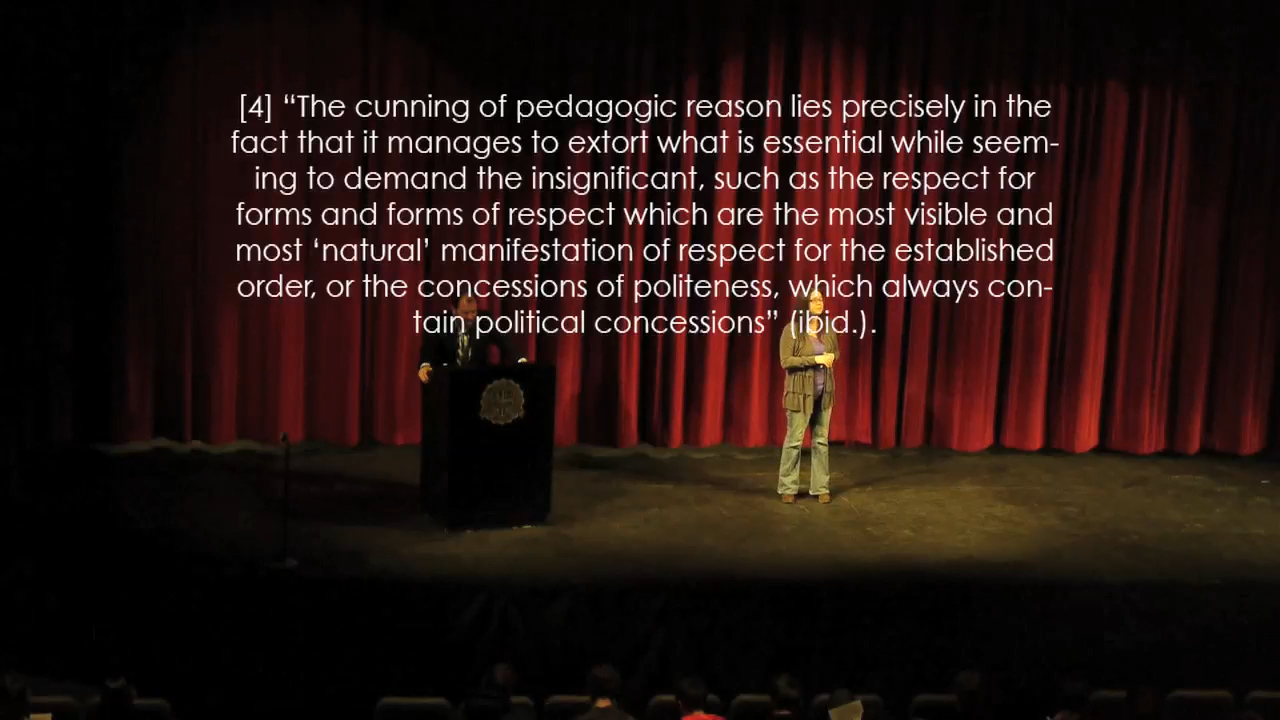 [4] “The cunning of pedagogic reason lies precisely in the
fact that it manages to extort what is essential while seem-
ing to demand the insignificant, such as the respect for
forms and forms of respect which are the most visible and
most ‘natural’ manifestation of respect for the established
order, or the concessions of politeness, which always con-
tain political concessions” (ibid.).